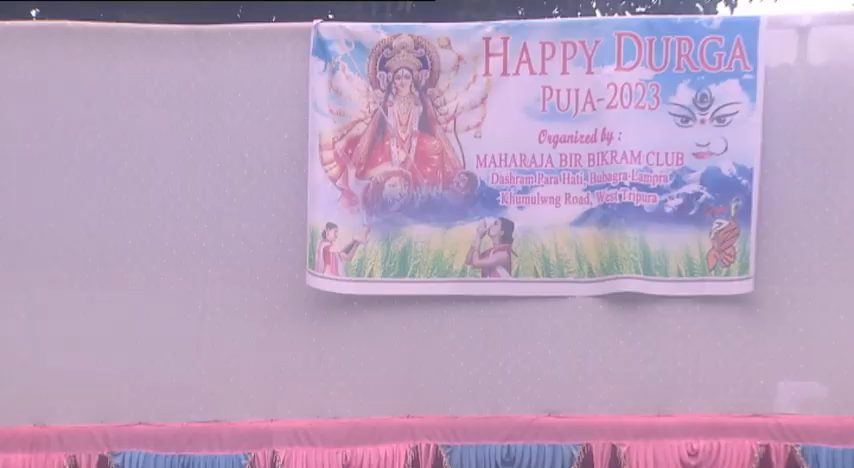 HAPPY DURGA
PUJA-2023
Organized by :
MAHARAJA BIR BIKRAM CLUB
Dashram Para Hati, Bubagra-Lampra
Khumulwng Road, West Tripura